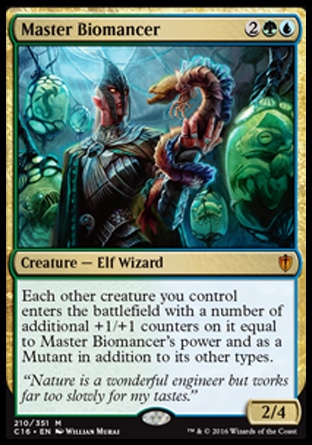 Master Biomancer 2
Creature — Elf Wizard
Each other creature you control
enters the battlefield with a number of
additional +1/+1 counters on it equal
to Master Biomancer's power and as a
Mutant in addition to its other types.
"Nature is a wonderful engineer but works
far too slowly for my tastes."
2/4
210/351 M
C16 • EN Willian Murai
™ & © 2016 Wizards of the Coast